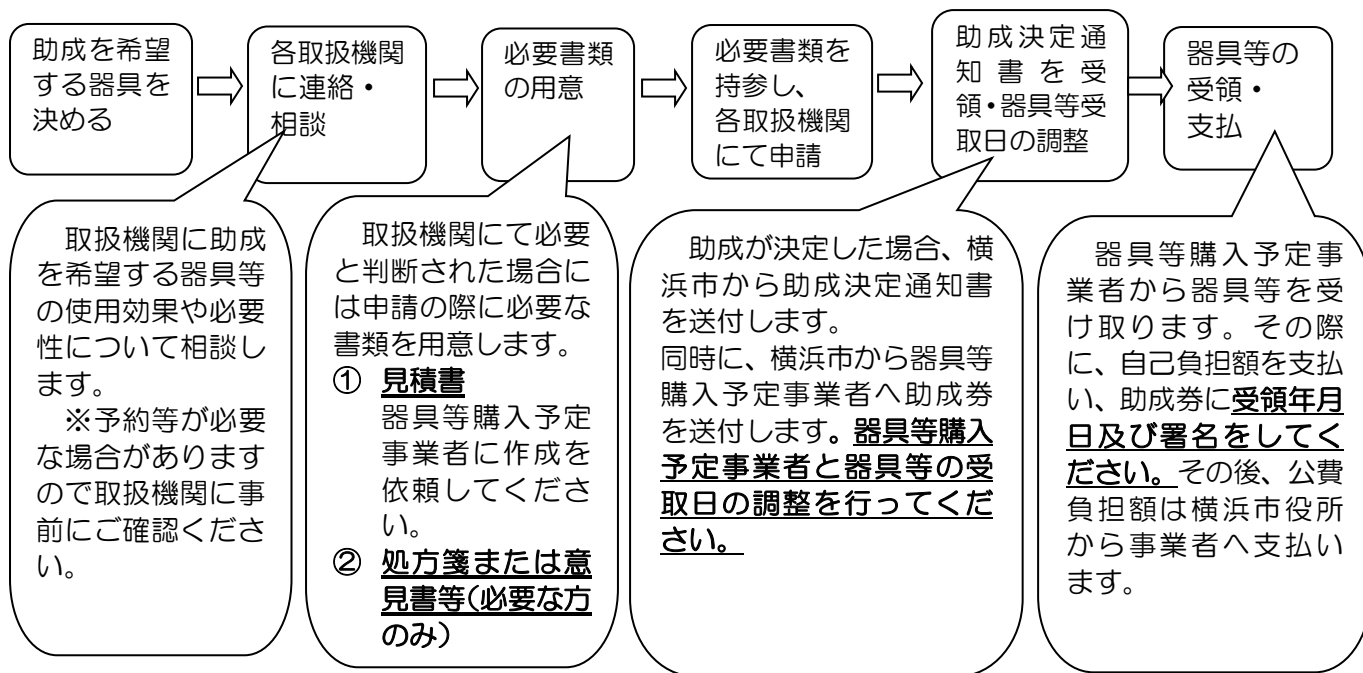 助成を希望
する器具を
決める
各取扱機関
に連絡・
相談
必要書類
の用意
必要書類を
持参し、
各取扱機関
にて申請
助成決定通
知書を受
領・器具等受
取日の調整
器具等の
受領・
支払
取扱機関に助成
を希望する器具等
の使用効果や必要
性について相談し
ます。
※予約等が必要
な場合があります
ので取扱機関に事
前にご確認くださ
い。
取扱機関にて必要
と判断された場合に
は申請の際に必要な
書類を用意します。
① 見積書
器具等購入予定
事業者に作成を
依頼してくださ
い。
② 処方箋または意
見書等(必要な方
のみ)
助成が決定した場合、横
浜市から助成決定通知書
を送付します。
同時に、横浜市から器具等
購入予定事業者へ助成券
を送付します。器具等購入
予定事業者と器具等の受
取日の調整を行ってくだ
さい。
器具等購入予定事
業者から器具等を受
け取ります。その際
に、自己負担額を支払
い、助成券に受領年月
日及び署名をしてく
ださい。その後、公費
負担額は横浜市役所
から事業者へ支払い
ます。